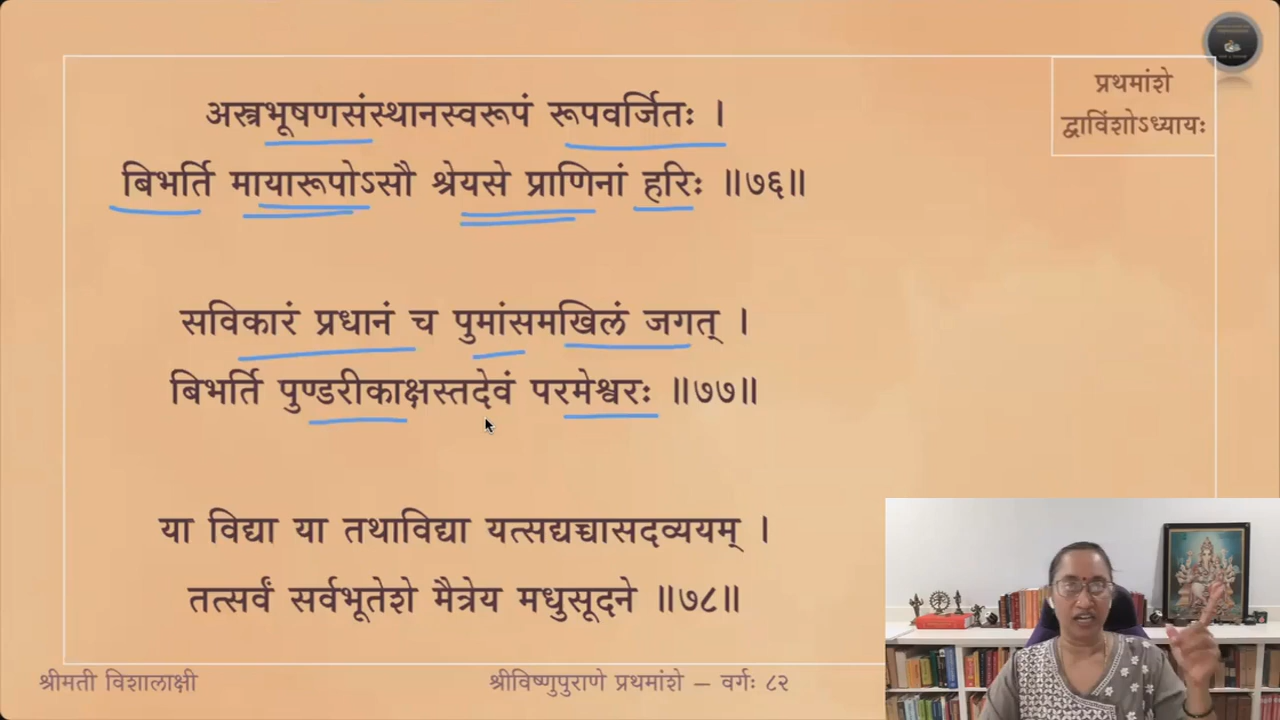 प्रथमांशे
द्वाविंशोऽध्यायः
अस्त्रभूषणसंस्थानस्वरूपं रूपवर्जितः ।
बिभर्ति मायारूपोऽसौ श्रेयसे प्राणिनां हरिः ॥७६॥
सविकारं प्रधानं च पुमांसमखिलं जगत् ।
बिभर्ति पुण्डरीकाक्षस्तदेवं परमेश्वरः ॥७७॥
या विद्या या तथाविद्या यत्सद्यच्चासदव्ययम् ।
तत्सर्वं सर्वभूतेशे मैत्रेय मधुसूदने ॥७८॥
श्रीमती विशालाक्षी
श्रीविष्णुपुराणे प्रथमांशे – वर्गः ८२